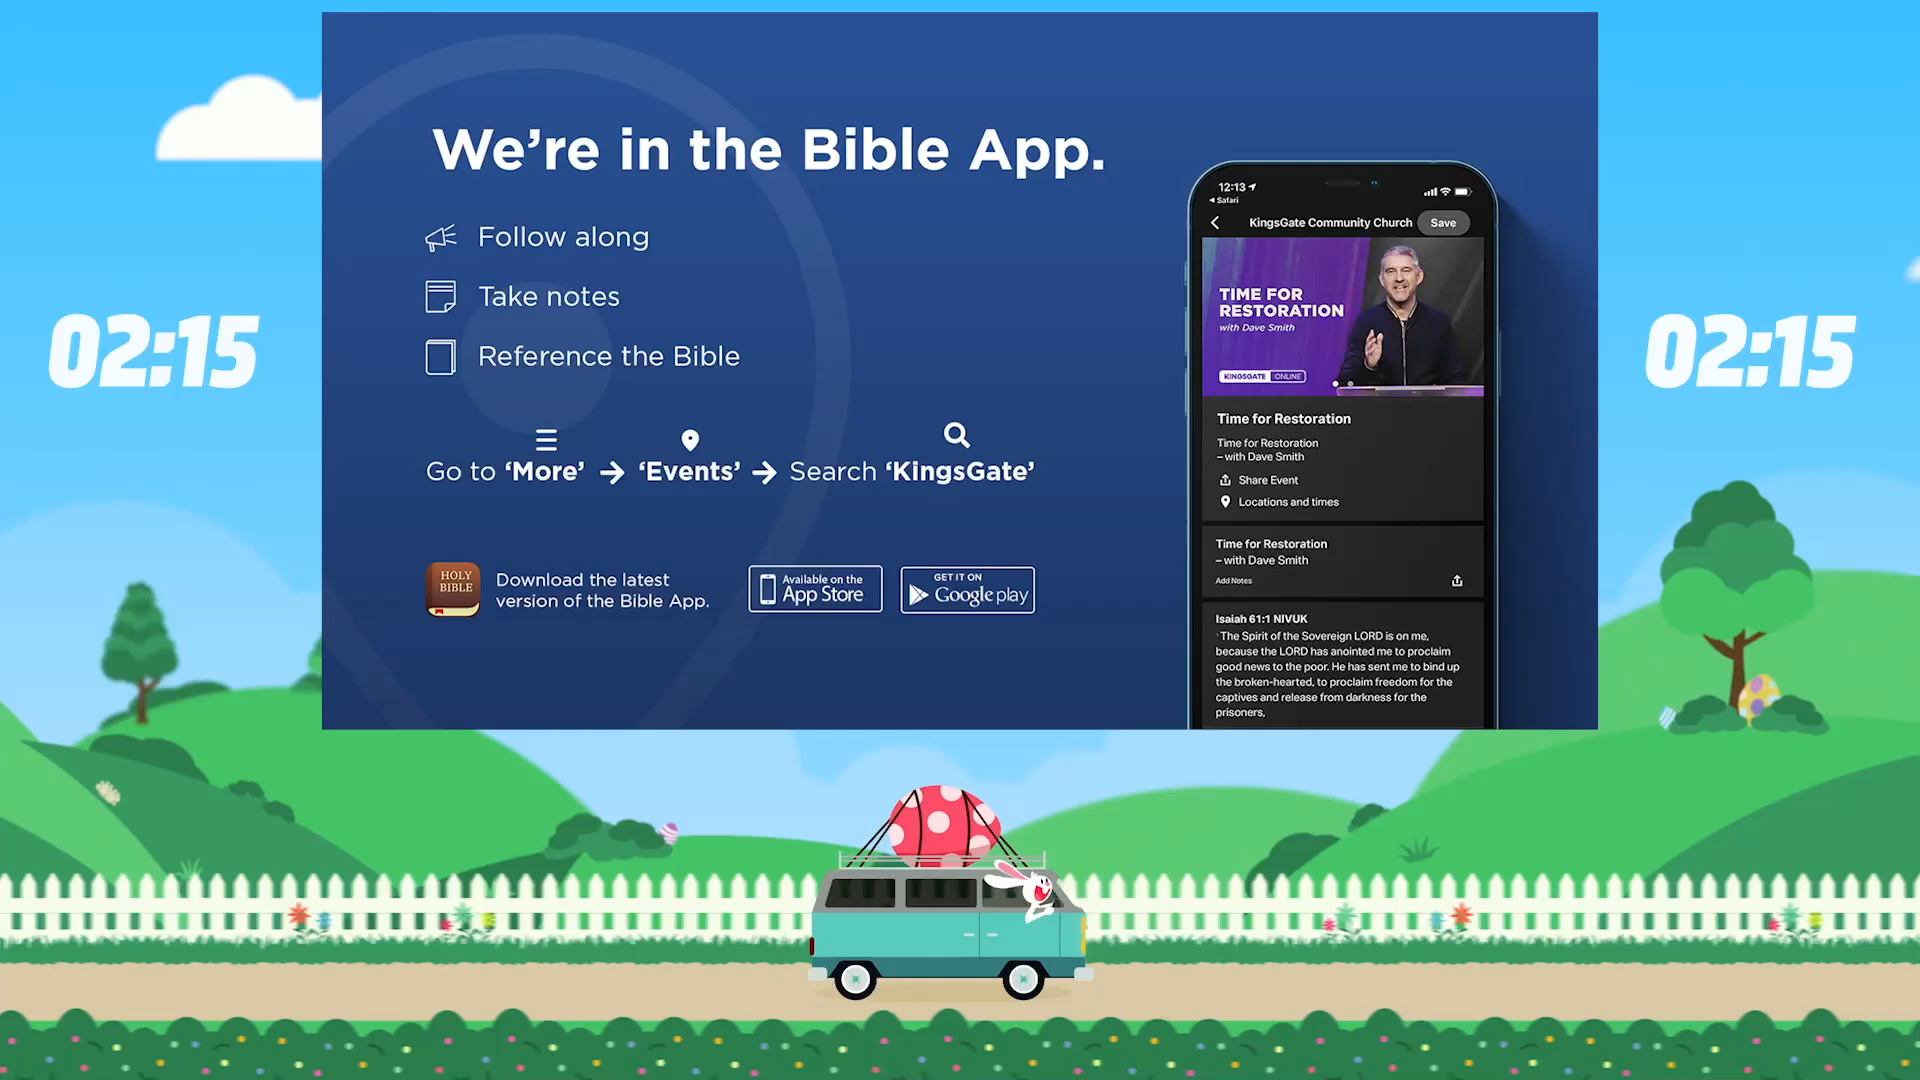 We're in the Bible App.
Follow along
Take notes
Reference the Bible
Go to ‘More’ → ‘Events’ → Search ‘KingsGate’
HOLY
BIBLE
Download the latest
version of the Bible App.
Available on the
App Store
GET IT ON
Google play
02:15
02:15
12:13
Safari
KingsGate Community Church
Save
TIME FOR
RESTORATION
with Dave Smith
KINGSGATE ONLINE
Time for Restoration
Time for Restoration
– with Dave Smith
Share Event
Locations and times
Time for Restoration
– with Dave Smith
Add Notes
Isaiah 61:1 NIVUK
The Spirit of the Sovereign LORD is on me,
because the LORD has anointed me to proclaim
good news to the poor. He has sent me to bind up
the broken-hearted, to proclaim freedom for the
captives and release from darkness for the
prisoners,